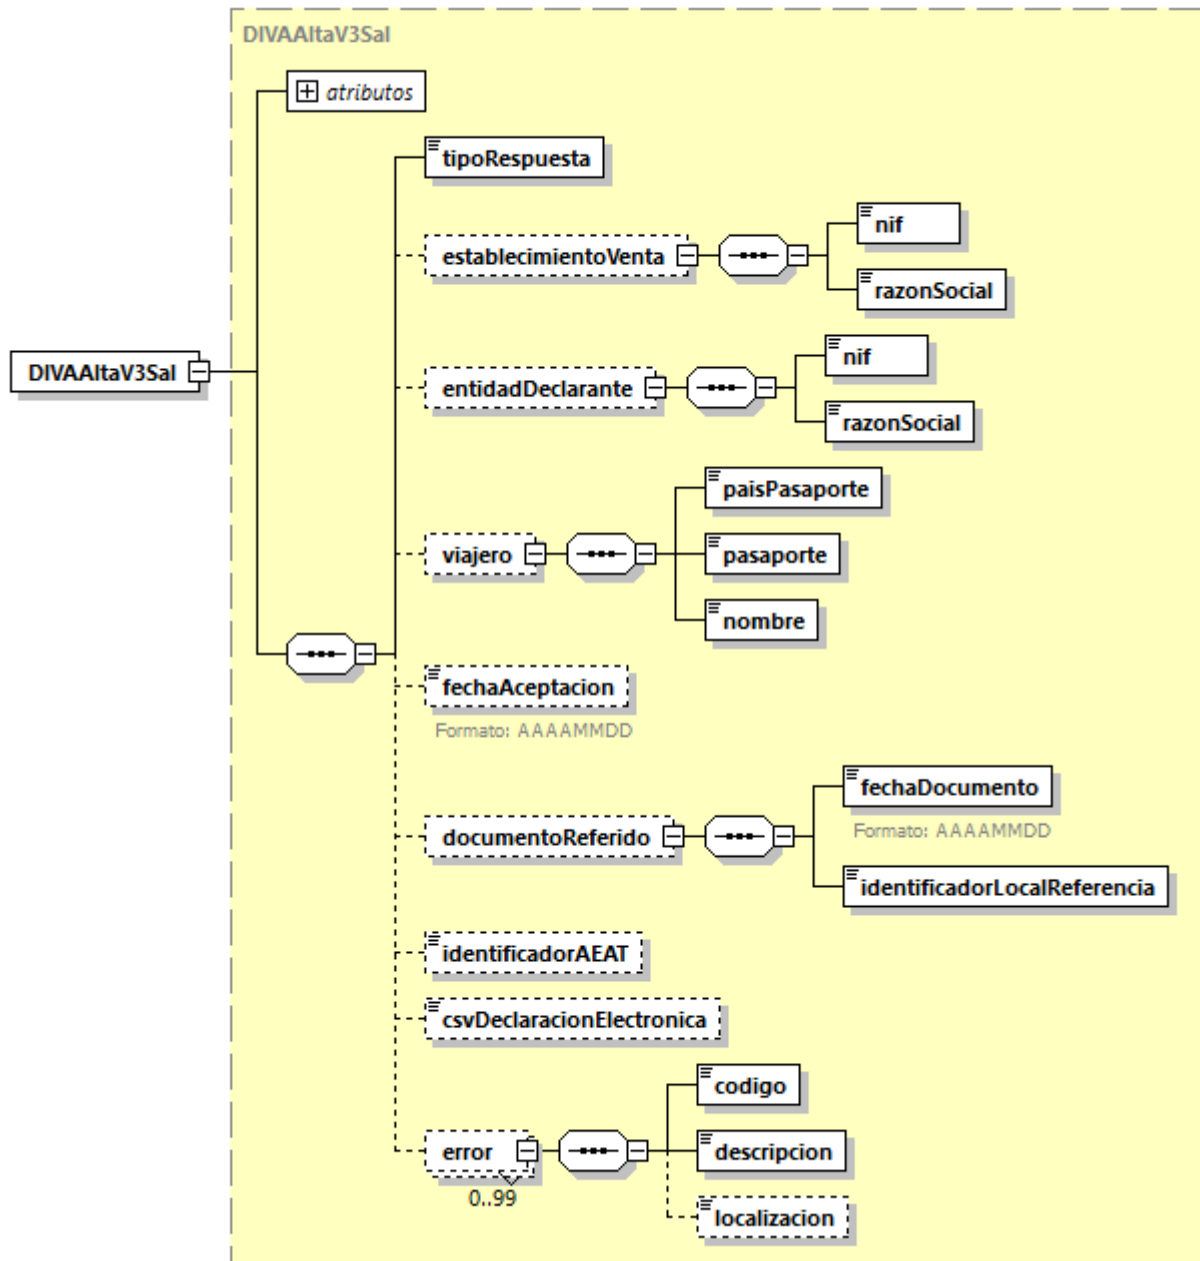 DIVAAltaV3Sal
atributos
tipoRespuesta
establecimientoVenta
nif
razonSocial
DIVAAltaV3Sal
entidadDeclarante
nif
razonSocial
viajero
paisPasaporte
pasaporte
nombre
fechaAceptacion
Formato: AAAAMMDD
documentoReferido
fechaDocumento
Formato: AAAAMMDD
identificadorLocalReferencia
identificadorAEAT
csvDeclaracionElectronica
error
0..99
codigo
descripcion
localizacion